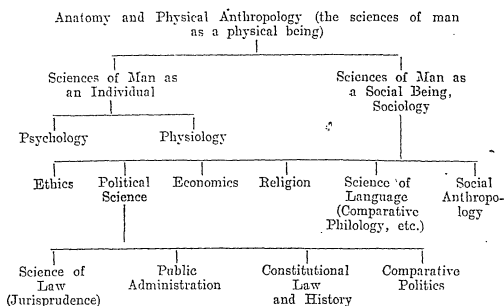 Anatomy and Physical Anthropology (the sciences of man
as a physical being)
Sciences of Man as
an Individual
Sciences of Man as
a Social Being,
Sociology
Psychology
Physiology
Ethics
Political
Science
Economics
Religion
Science of
Language
(Comparative
Philology, etc.)
Social
Anthropo-
logy
Science of
Law
(Jurisprudence)
Public
Administration
Constitutional
Law
and History
Comparative
Politics